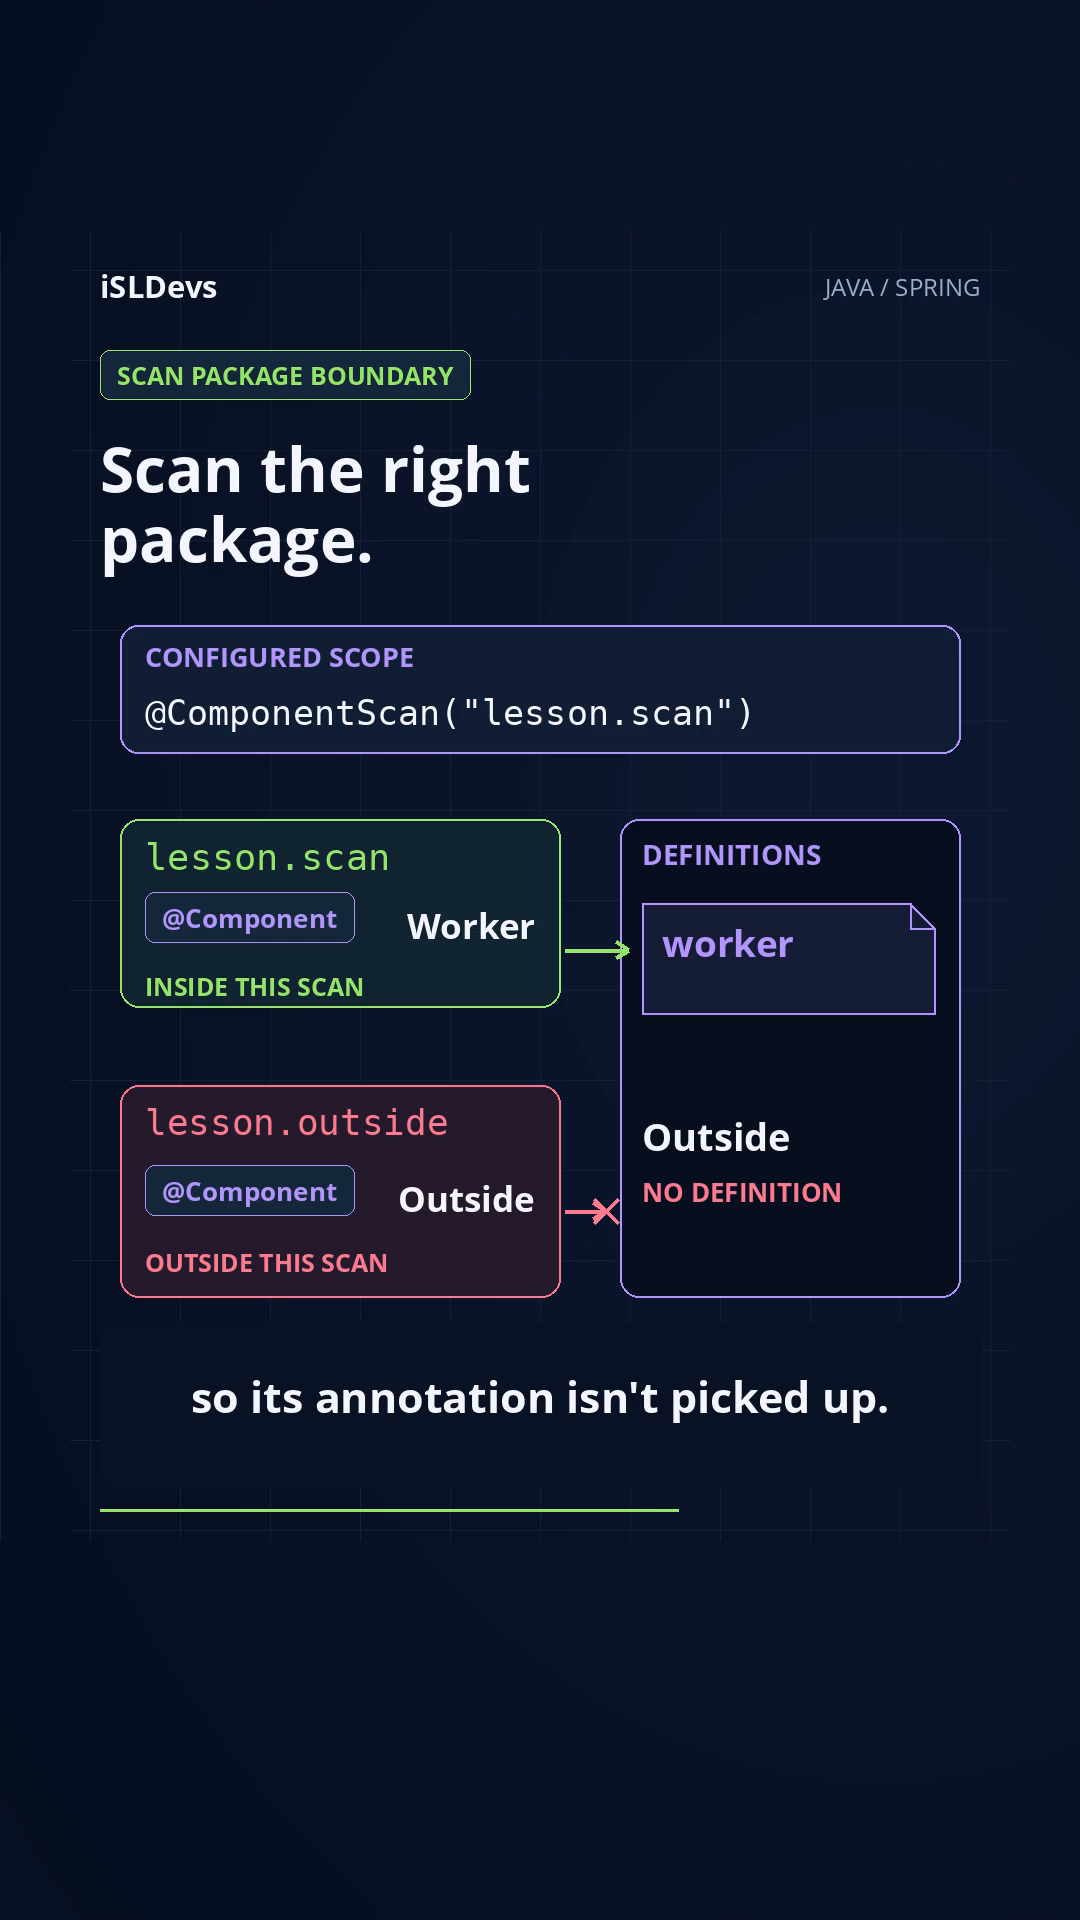 iSLDevs
JAVA / SPRING
SCAN PACKAGE BOUNDARY
Scan the right
package.
CONFIGURED SCOPE
@ComponentScan("lesson.scan")
lesson.scan
@Component
Worker
INSIDE THIS SCAN
DEFINITIONS
worker
lesson.outside
@Component
Outside
OUTSIDE THIS SCAN
Outside
NO DEFINITION
so its annotation isn't picked up.